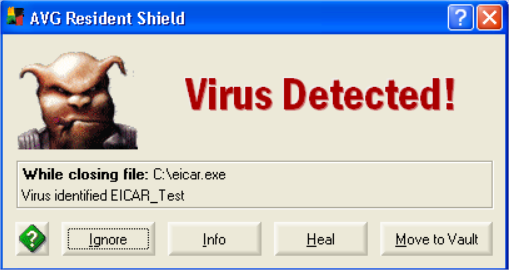 AVG Resident Shield
Virus Detected!
While closing file: C:\eicar.exe
Virus identified EICAR_Test
Ignore Info Heal Move to Vault